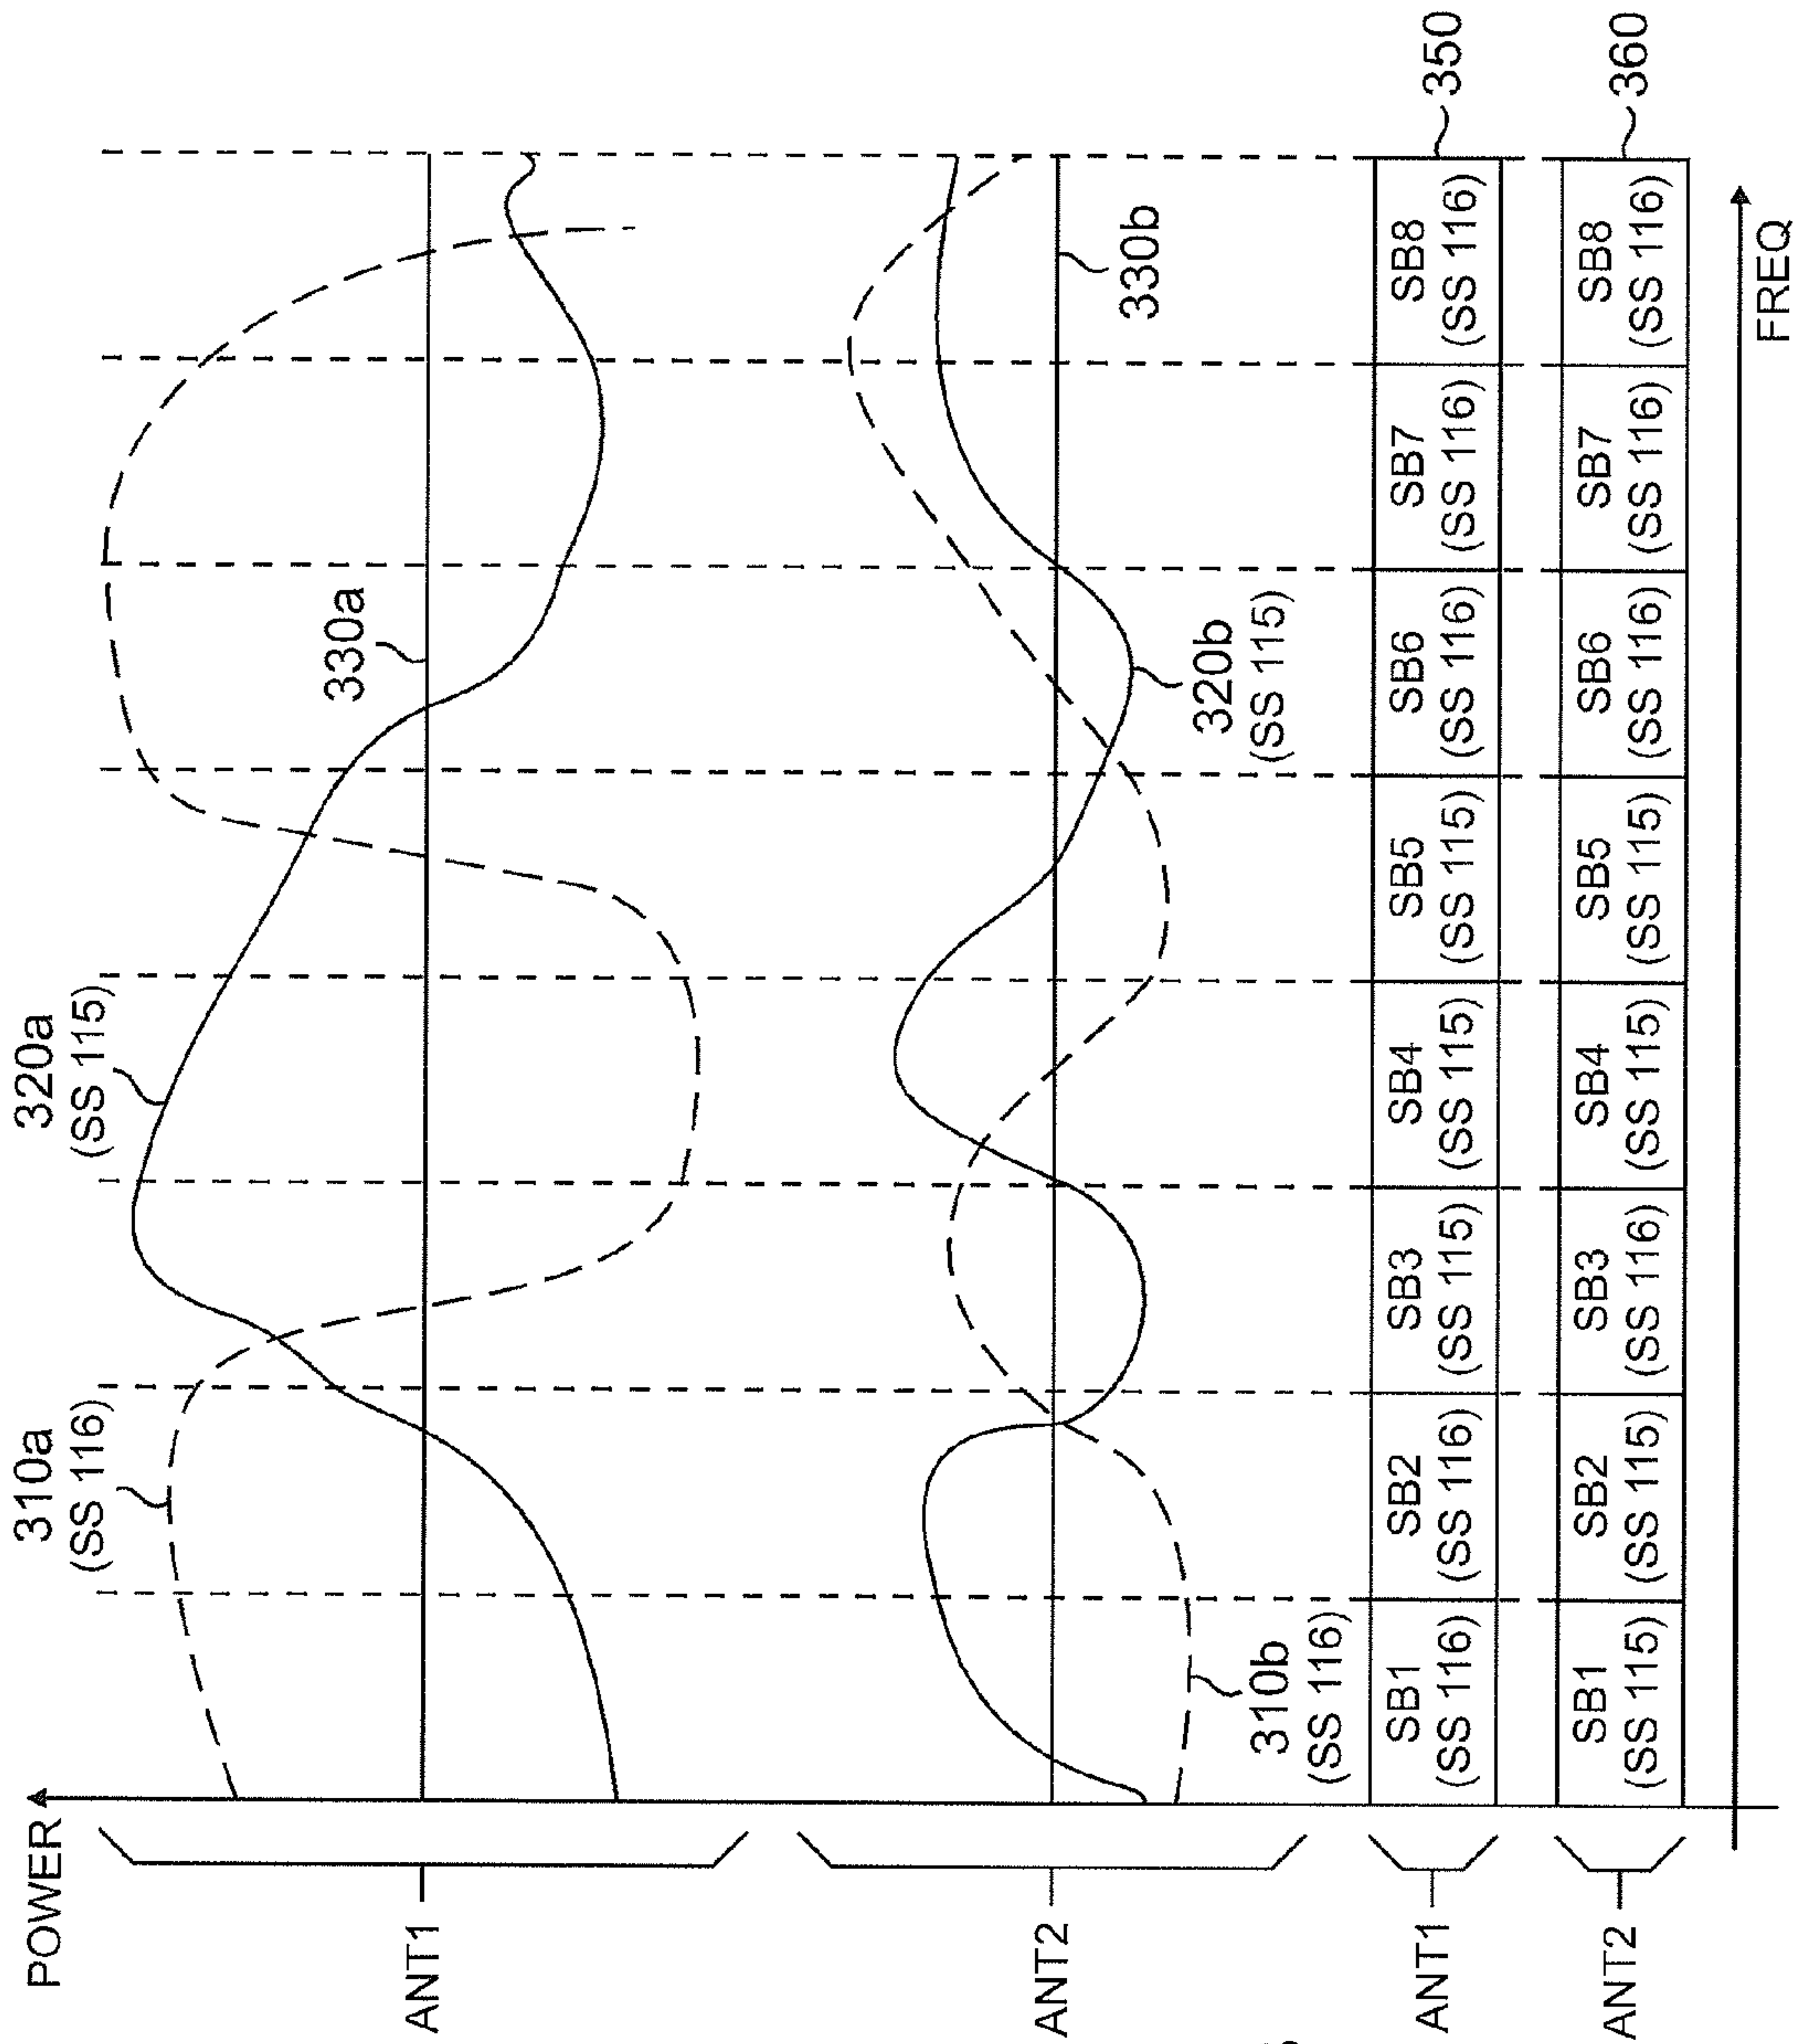 POWER
310a
(SS 116)
320a
(SS 115)
330a
ANT1
ANT2
330b
320b
(SS 115)
310b
(SS 116)
ANT1
SB1
(SS 116)
SB2
(SS 116)
SB3
(SS 115)
SB4
(SS 115)
SB5
(SS 115)
SB6
(SS 116)
SB7
(SS 116)
SB8
(SS 116)
350
ANT2
SB1
(SS 115)
SB2
(SS 115)
SB3
(SS 116)
SB4
(SS 115)
SB5
(SS 115)
SB6
(SS 116)
SB7
(SS 116)
SB8
(SS 116)
360
FREQ